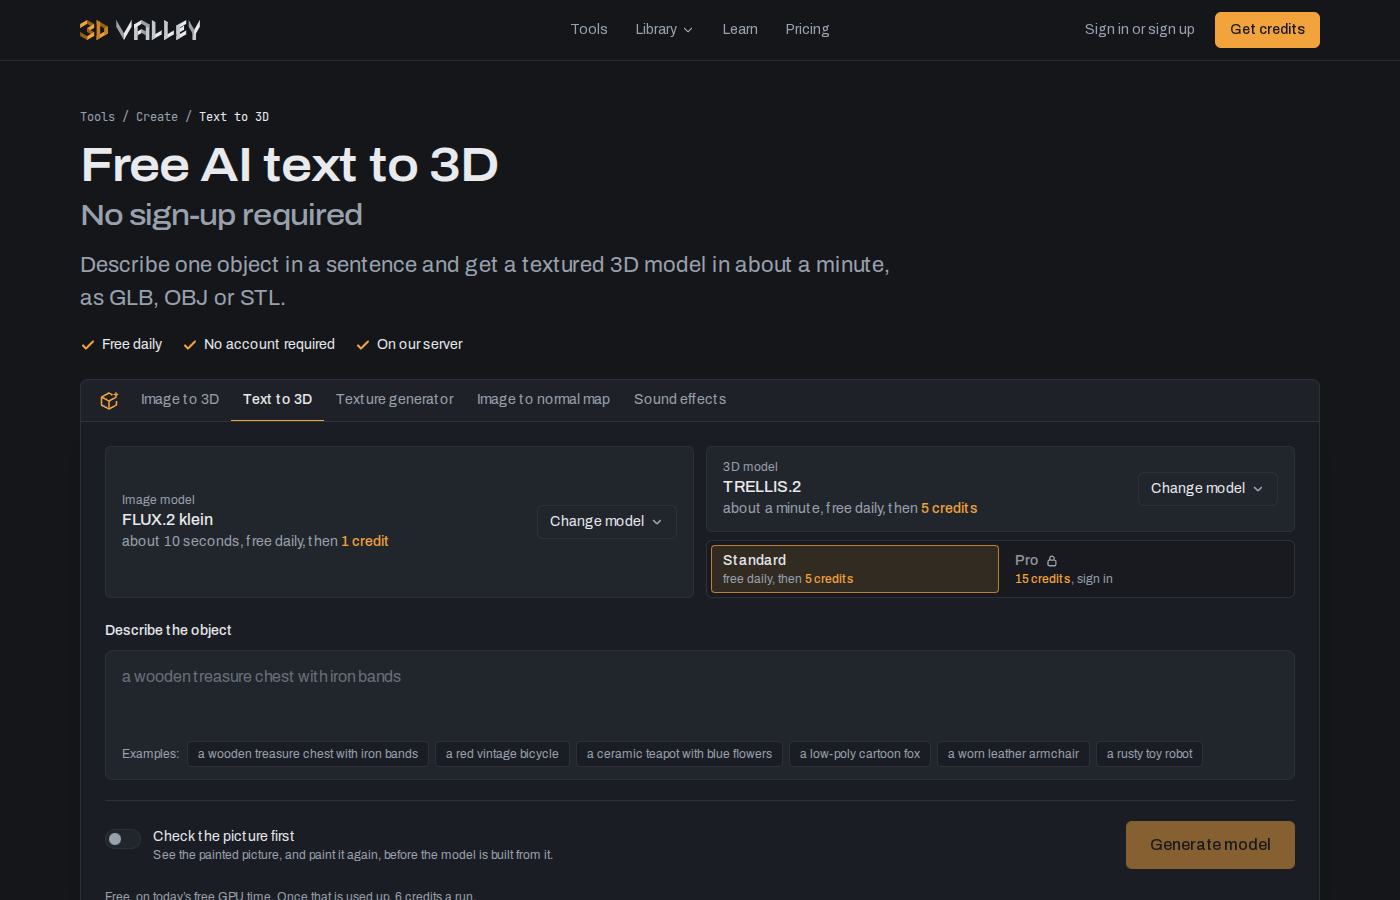 3D VALLEY
Tools Library Learn Pricing
Sign in or sign up Get credits
Tools / Create / Text to 3D
Free AI text to 3D
No sign-up required
Describe one object in a sentence and get a textured 3D model in about a minute,
as GLB, OBJ or STL.
Free daily No account required On our server
Image to 3D Text to 3D Texture generator Image to normal map Sound effects
Image model
FLUX.2 klein
about 10 seconds, free daily, then 1 credit
Change model
3D model
TRELLIS.2
about a minute, free daily, then 5 credits
Change model
Standard
free daily, then 5 credits
Pro
15 credits, sign in
Describe the object
a wooden treasure chest with iron bands
Examples: a wooden treasure chest with iron bands a red vintage bicycle a ceramic teapot with blue flowers a low-poly cartoon fox a worn leather armchair a rusty toy robot
Check the picture first
See the painted picture, and paint it again, before the model is built from it.
Generate model
Free, on today's free GPU time. Once that is used up, 6 credits a run.